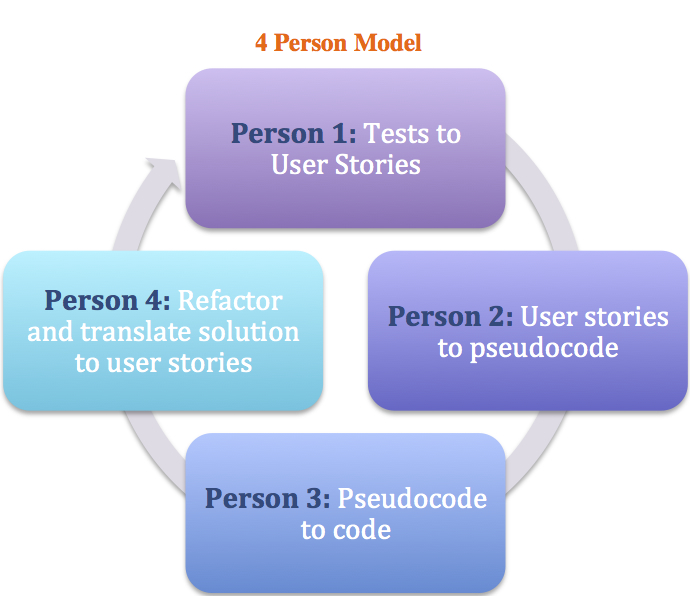 4 Person Model
Person 1: Tests to
User Stories
Person 4: Refactor
and translate solution
to user stories
Person 2: User stories
to pseudocode
Person 3: Pseudocode
to code